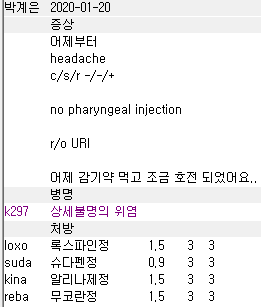 박계은 2020-01-20
증상
어제부터
headache
c/s/r -/-/+
no pharyngeal injection
r/o URI
어제 감기약 먹고 조금 호전 되었어요..
병명
k297 상세불명의 위염
처방
loxo 록스파인정 1.5 3 3
suda 슈다펜정 0.9 3 3
kina 알리나제정 1.5 3 3
reba 무코란정 1.5 3 3